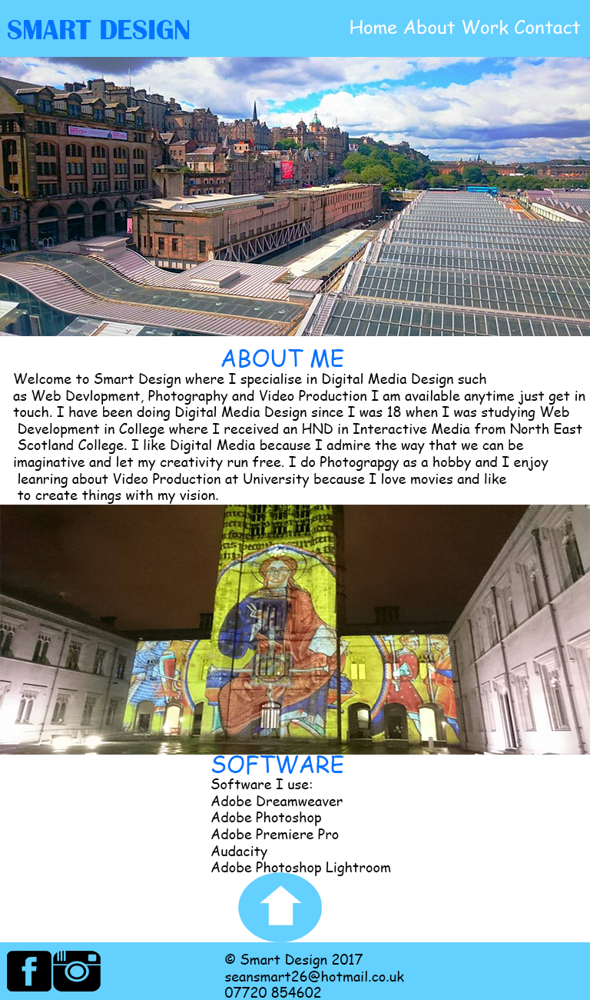 SMART DESIGN
Home About Work Contact
ABOUT ME
Welcome to Smart Design where I specialise in Digital Media Design such
as Web Devlopment, Photography and Video Production I am available anytime just get in
touch. I have been doing Digital Media Design since I was 18 when I was studying Web
Development in College where I received an HND in Interactive Media from North East
Scotland College. I like Digital Media because I admire the way that we can be
imaginative and let my creativity run free. I do Photograpgy as a hobby and I enjoy
leanring about Video Production at University because I love movies and like
to create things with my vision.
SOFTWARE
Software I use:
Adobe Dreamweaver
Adobe Photoshop
Adobe Premiere Pro
Audacity
Adobe Photoshop Lightroom
© Smart Design 2017
seansmart26@hotmail.co.uk
07720 854602